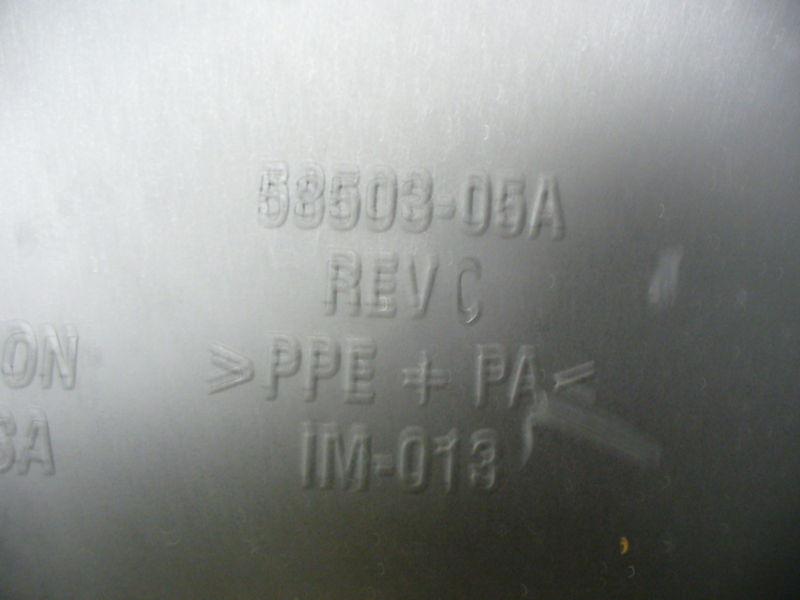 58503-05A
REV C
>PPE + PA<
IM-013
ON
SA